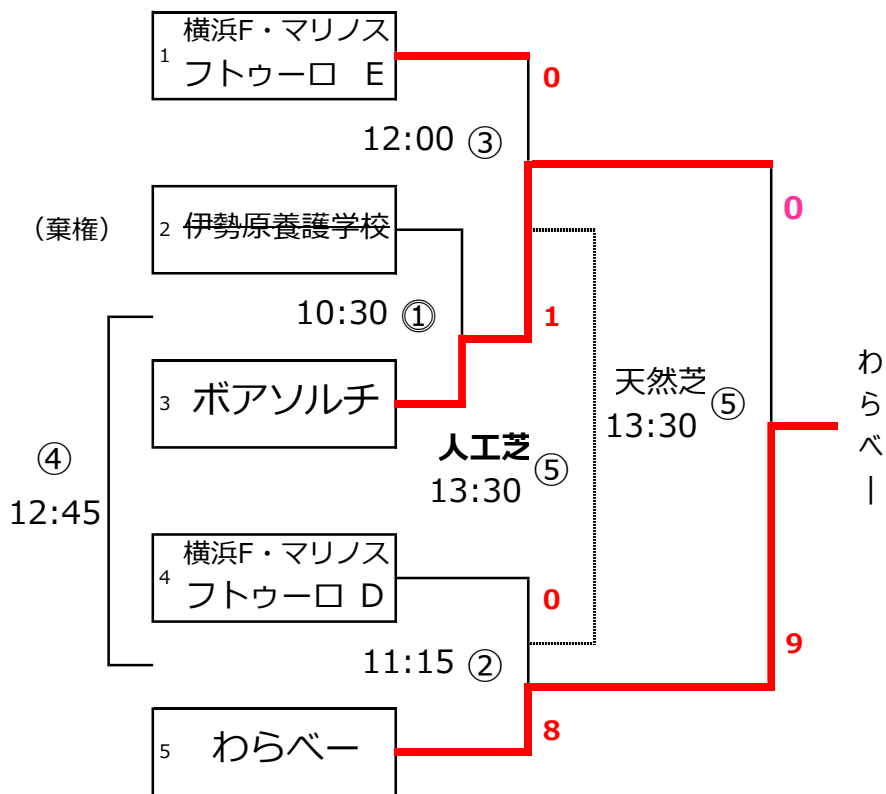 1
横浜F・マリノス
フトゥーロ E
0
12:00 ③
0
(棄権)
2
伊勢原養護学校
10:30 ①
1
3
ボアソルチ
天然芝
13:30 ⑤
人工芝
13:30 ⑤
わらべー
④
12:45
4
横浜F・マリノス
フトゥーロ D
0
11:15 ②
9
5
わらべー
8